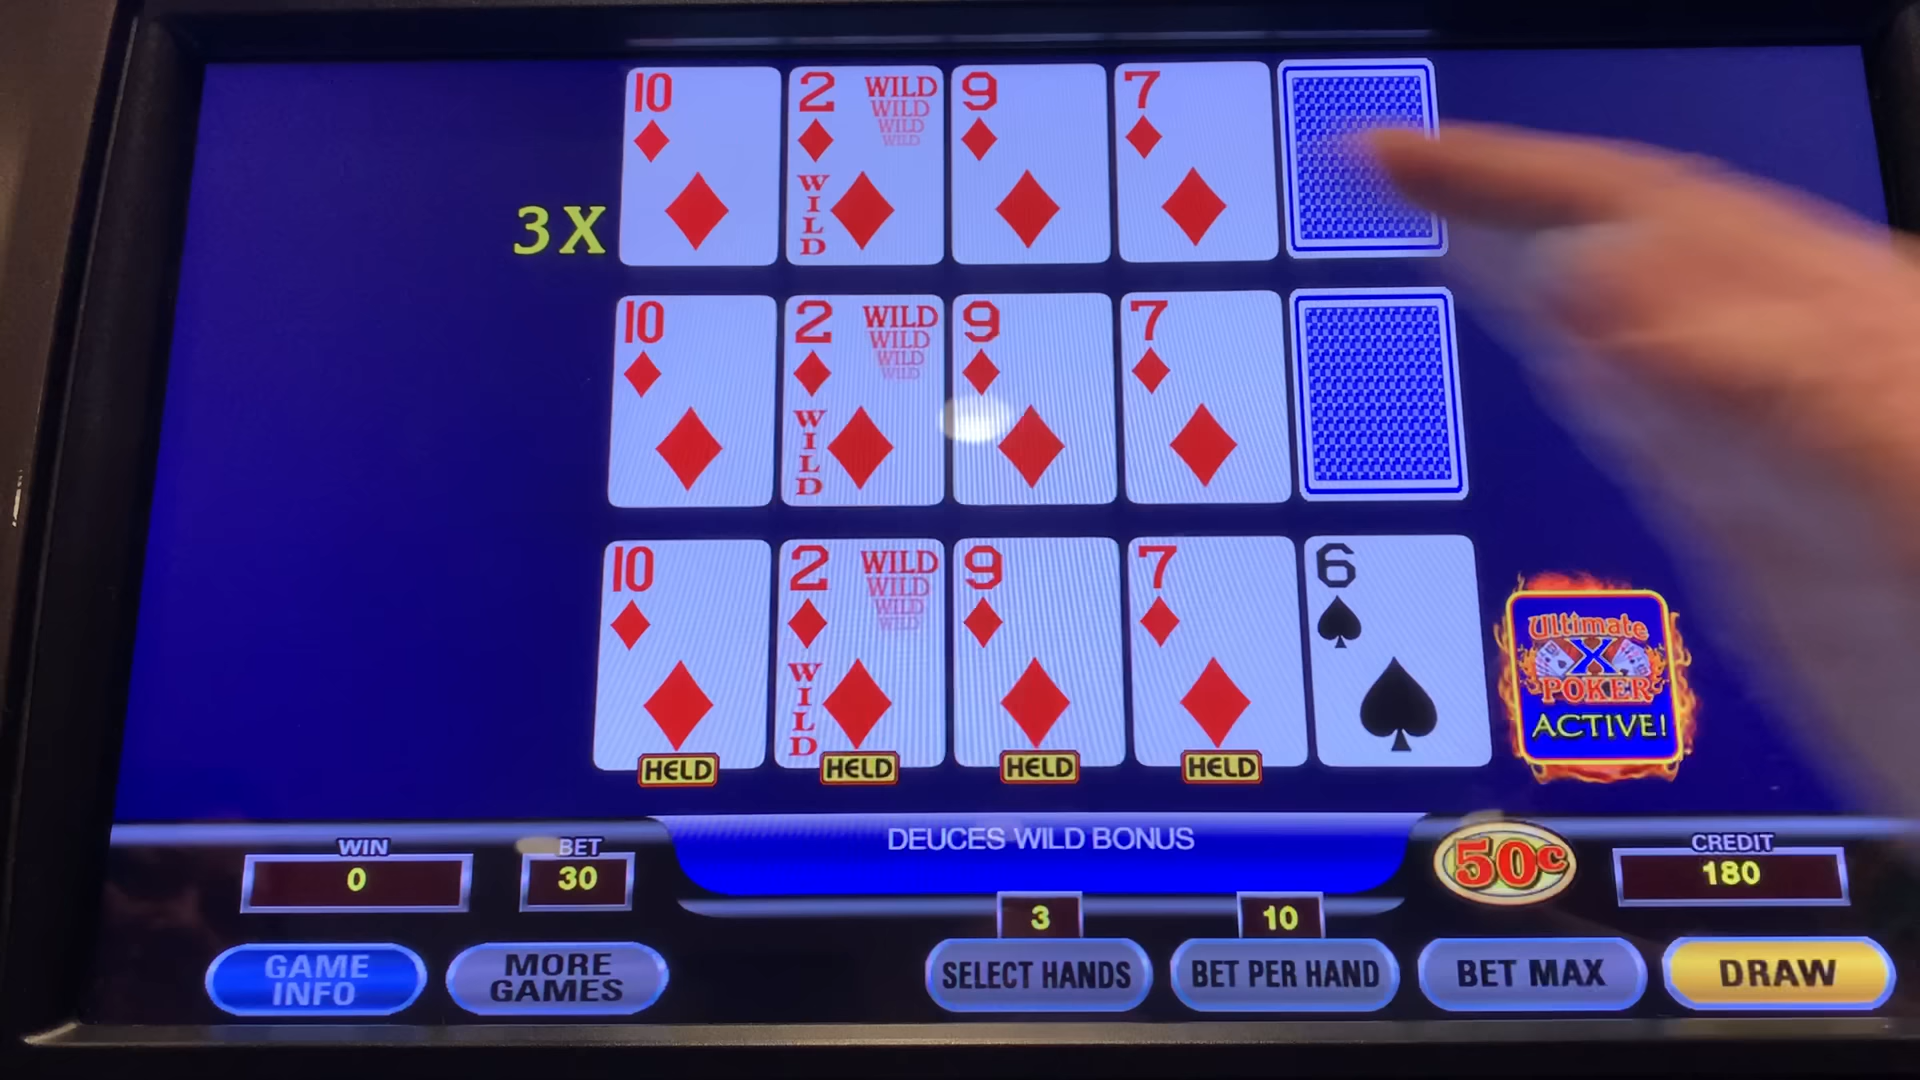 10 2 WILD WILD WILD WILD WILD 9 7
3X
10 2 WILD WILD WILD WILD WILD 9 7
10 2 WILD WILD WILD WILD WILD 9 7 6
HELD HELD HELD HELD
Ultimate
X
POKER
ACTIVE!
DEUCES WILD BONUS
WIN BET 50¢ CREDIT
0 30 180
3 10
GAME INFO
MORE GAMES
SELECT HANDS BET PER HAND BET MAX DRAW